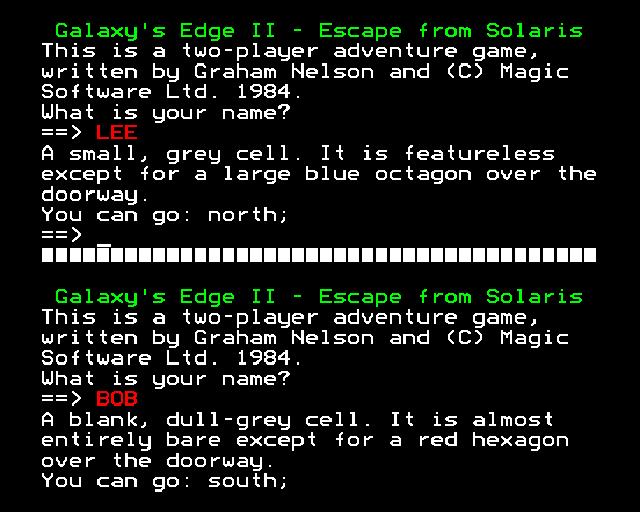 Galaxy's Edge II - Escape from Solaris
This is a two-player adventure game,
written by Graham Nelson and (C) Magic
Software Ltd. 1984.
What is your name?
==> LEE
A small, grey cell. It is featureless
except for a large blue octagon over the
doorway.
You can go: north;
==> _
Galaxy's Edge II - Escape from Solaris
This is a two-player adventure game,
written by Graham Nelson and (C) Magic
Software Ltd. 1984.
What is your name?
==> BOB
A blank, dull-grey cell. It is almost
entirely bare except for a red hexagon
over the doorway.
You can go: south;